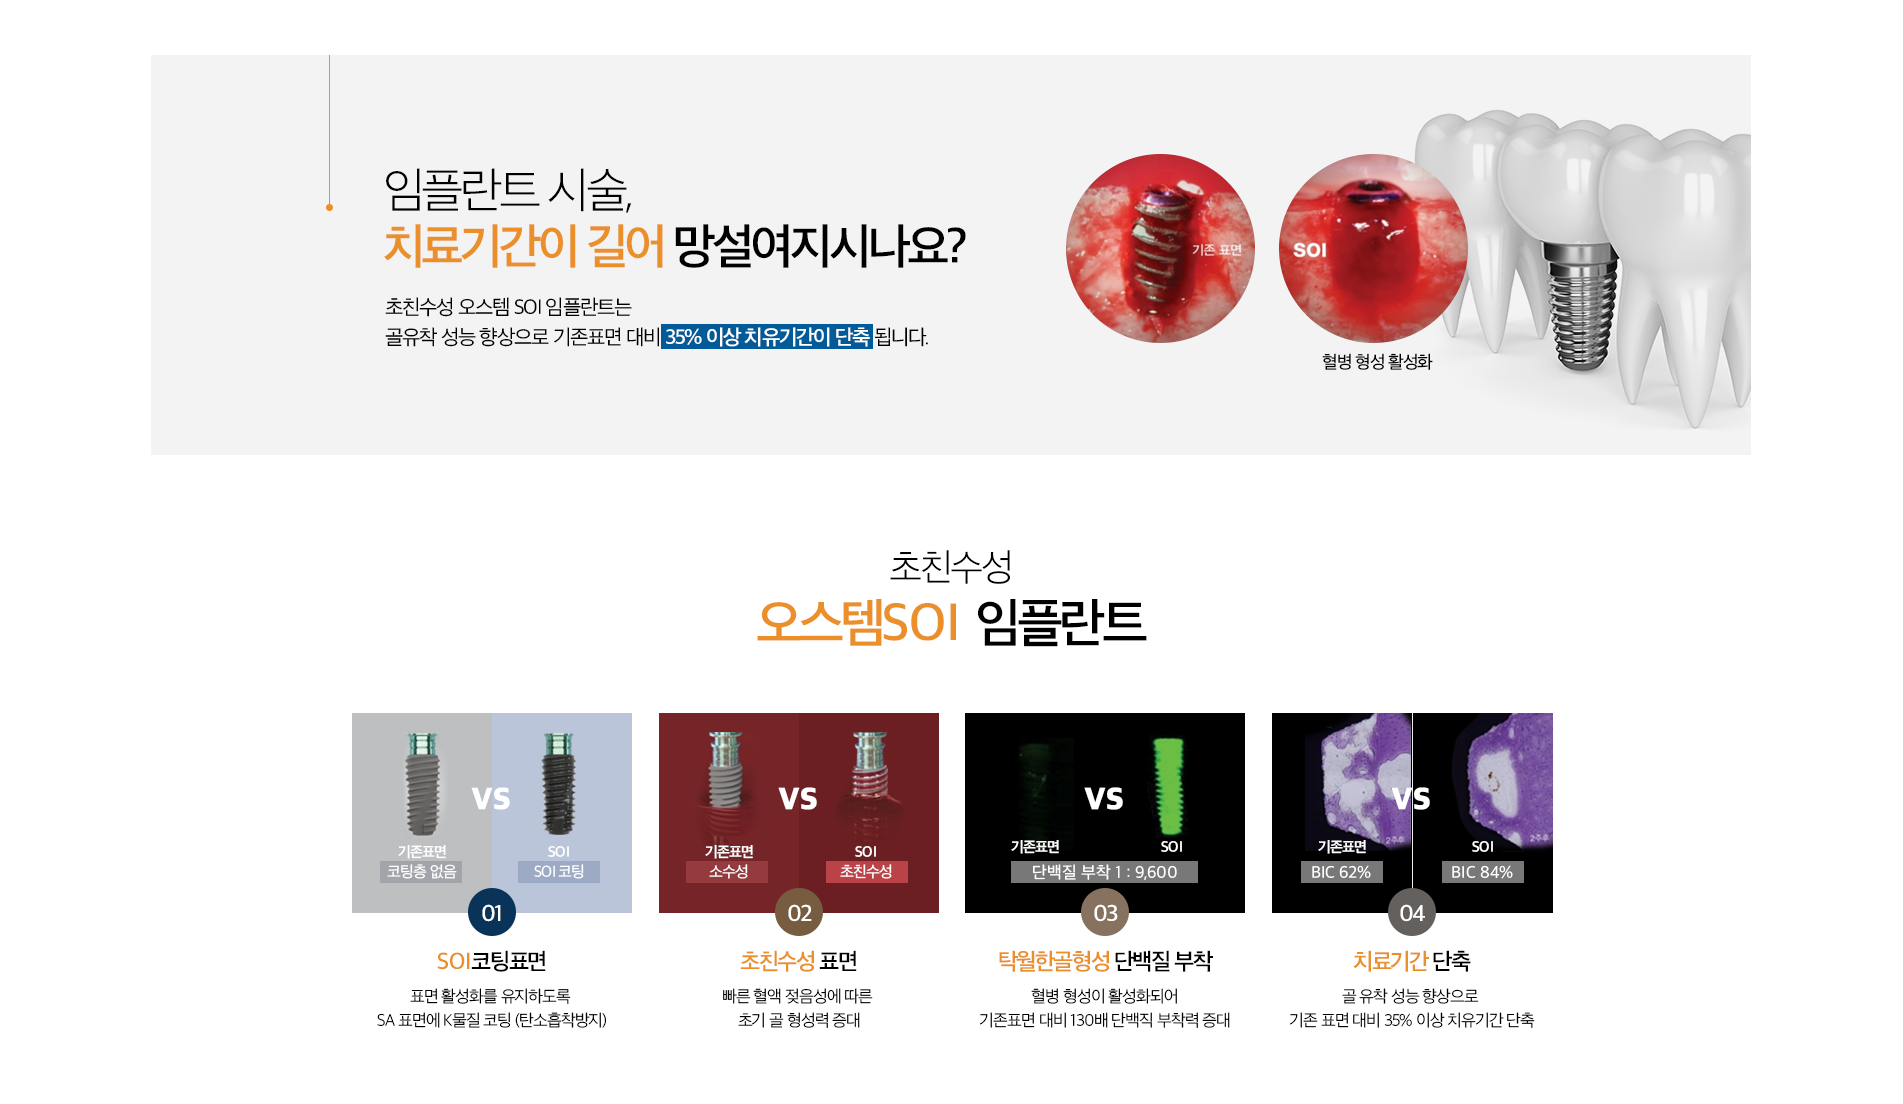 임플란트 시술,
치료기간이 길어 망설여지시나요?
초친수성 오스템 SOI 임플란트는
골유착 성능 향상으로 기존표면 대비 35% 이상 치유기간이 단축 됩니다.
기존 표면
SOI
혈병 형성 활성화
초친수성
오스템SOI 임플란트
기존표면
코팅층 없음
VS
SOI
SOI 코팅
01
SOI코팅표면
표면 활성화를 유지하도록
SA 표면에 K물질 코팅 (탄소흡착방지)
기존표면
소수성
VS
SOI
초친수성
02
초친수성 표면
빠른 혈액 젖음성에 따른
초기 골 형성력 증대
기존표면
VS
SOI
단백질 부착 1 : 9,600
03
탁월한골형성 단백질 부착
혈병 형성이 활성화되어
기존표면 대비 130배 단백직 부착력 증대
기존표면
BIC 62%
VS
2주후
SOI
BIC 84%
2주후
04
치료기간 단축
골 유착 성능 향상으로
기존 표면 대비 35% 이상 치유기간 단축